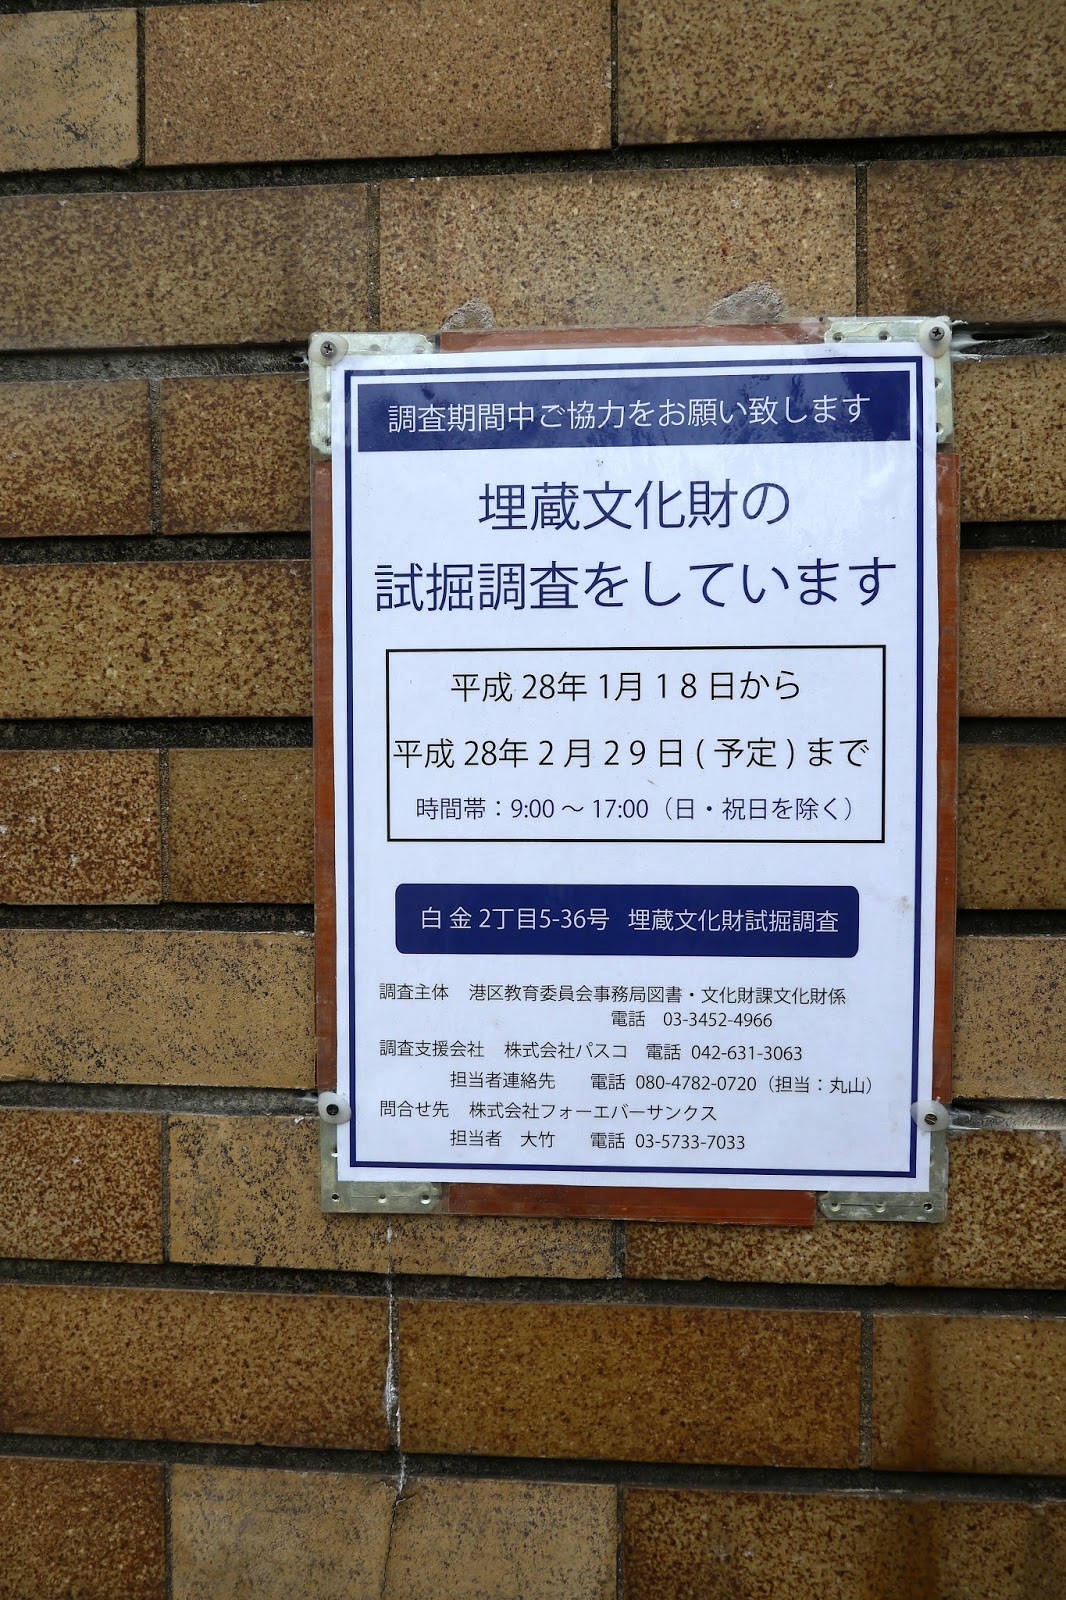 調査期間中ご協力をお願い致します
埋蔵文化財の
試掘調査をしています
平成 28年 1月 1 8 日から
平成 28年 2 月 2 9 日 ( 予定 ) まで
時間帯：9:00 ～ 17:00（日・祝日を除く）
白 金 2丁目5-36号 埋蔵文化財試掘調査
調査主体 港区教育委員会事務局図書・文化財課文化財係
電話 03-3452-4966
調査支援会社 株式会社パスコ 電話 042-631-3063
担当者連絡先 電話 080-4782-0720（担当：丸山）
問合せ先 株式会社フォーエバーサンクス
担当者 大竹 電話 03-5733-7033